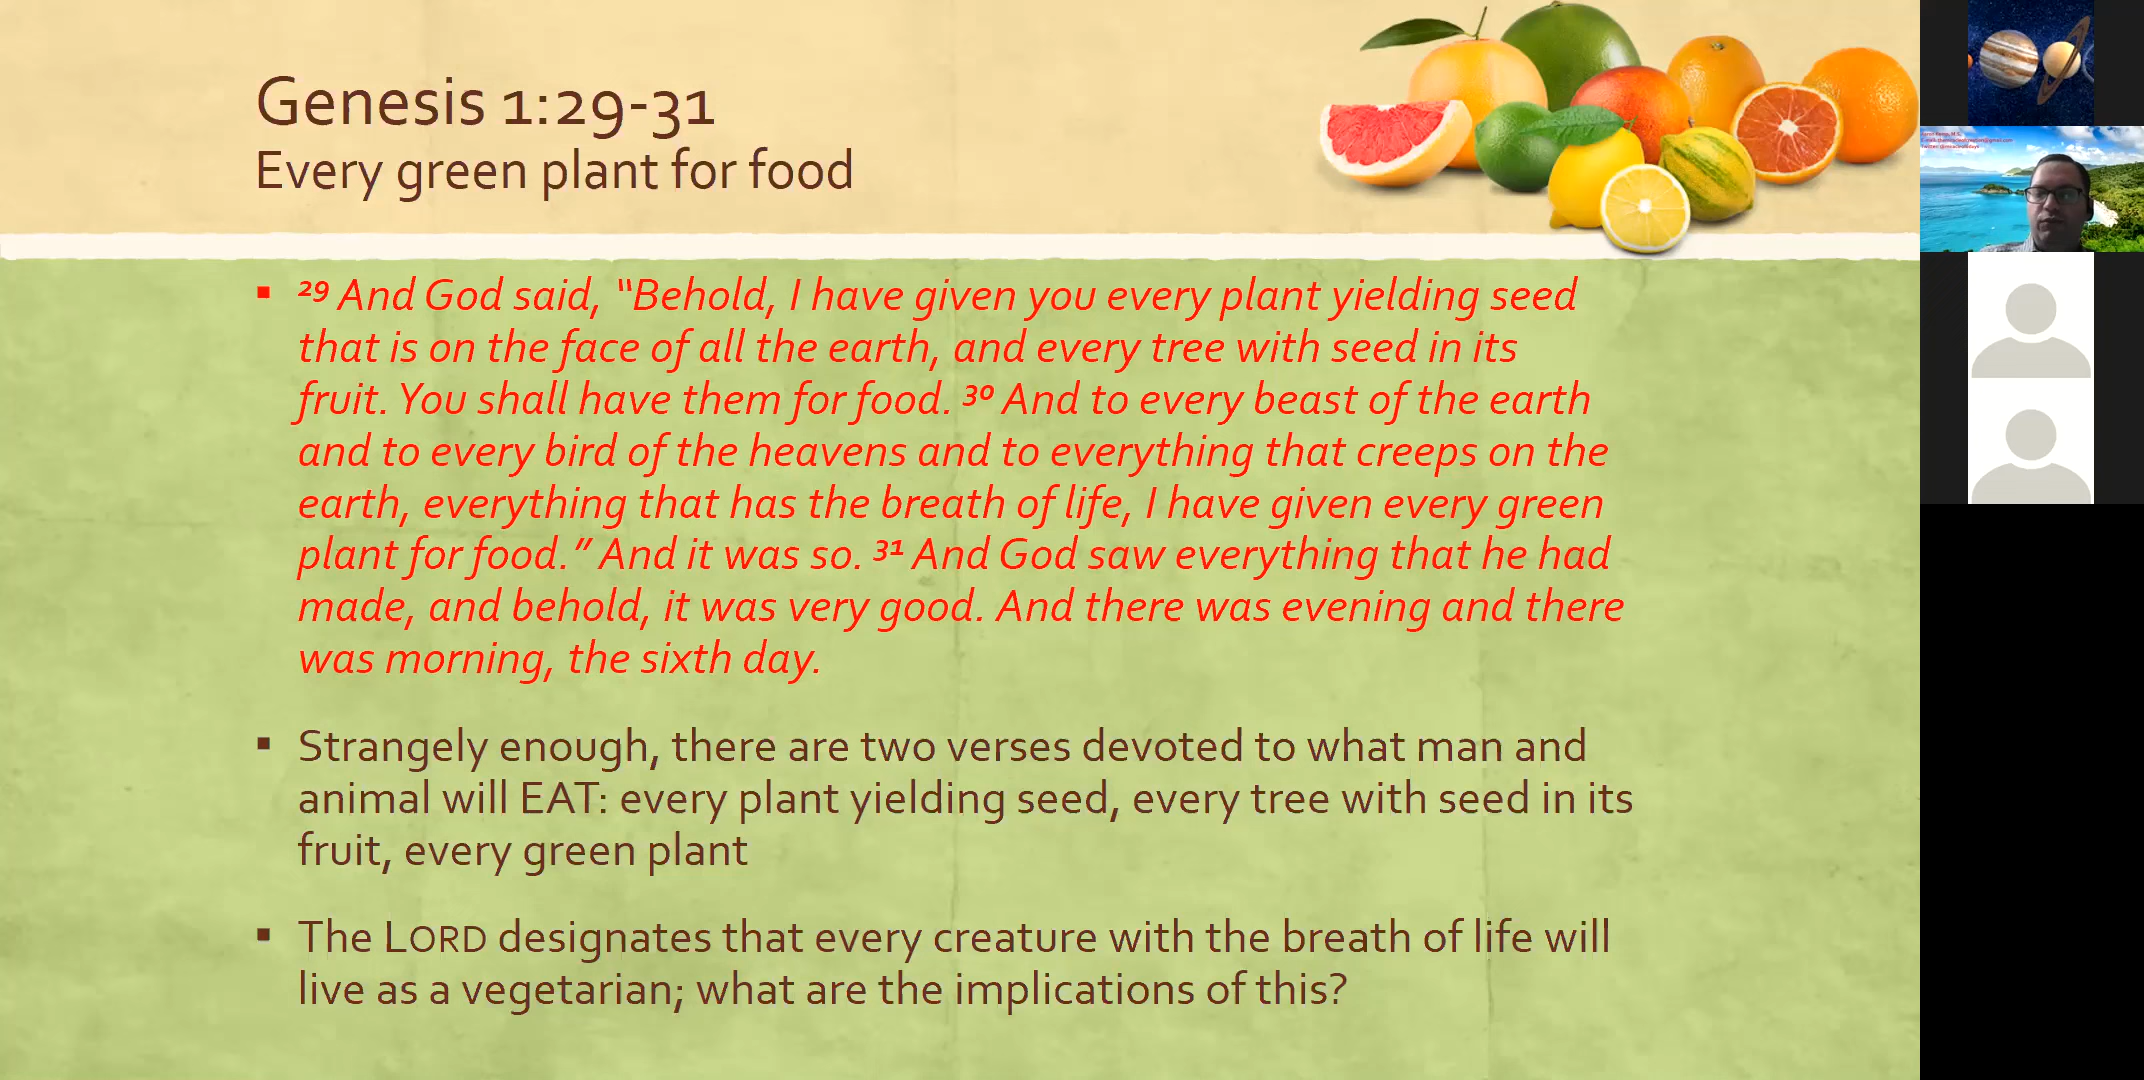 Genesis 1:29-31
Every green plant for food
▪ 29 And God said, “Behold, I have given you every plant yielding seed
that is on the face of all the earth, and every tree with seed in its
fruit. You shall have them for food. 30 And to every beast of the earth
and to every bird of the heavens and to everything that creeps on the
earth, everything that has the breath of life, I have given every green
plant for food.” And it was so. 31 And God saw everything that he had
made, and behold, it was very good. And there was evening and there
was morning, the sixth day.
▪ Strangely enough, there are two verses devoted to what man and
animal will EAT: every plant yielding seed, every tree with seed in its
fruit, every green plant
▪ The LORD designates that every creature with the breath of life will
live as a vegetarian; what are the implications of this?